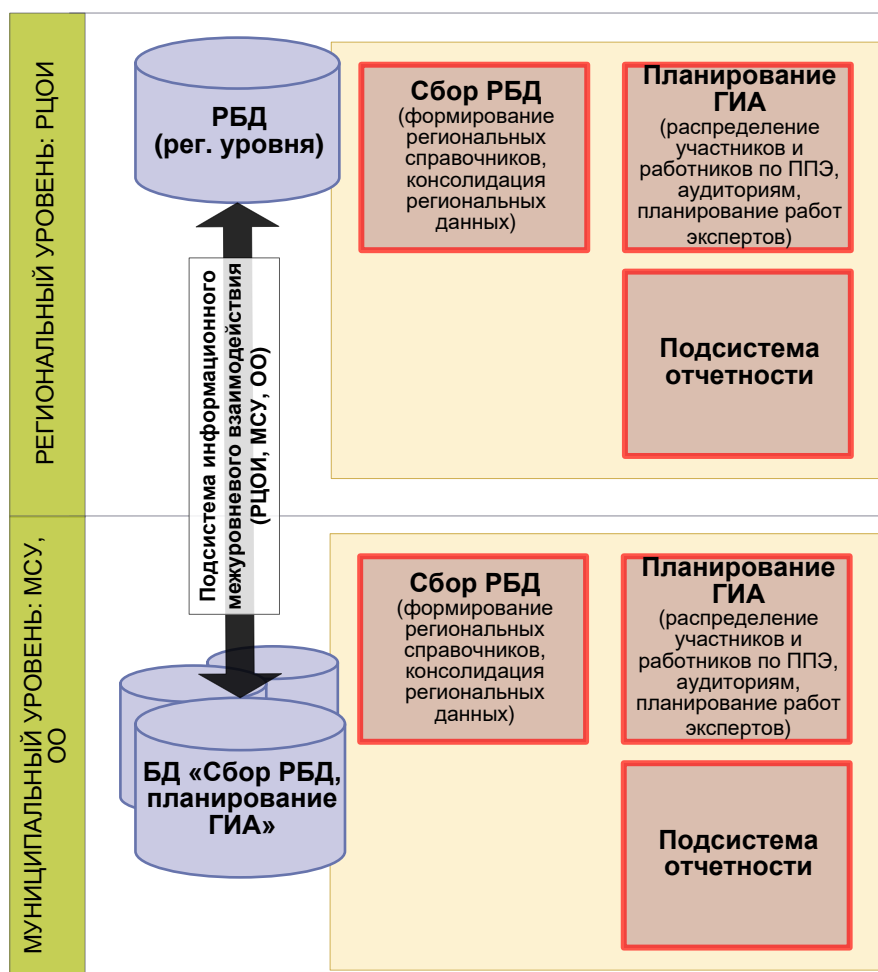 РЕГИОНАЛЬНЫЙ УРОВЕНЬ: РЦОИ
РБД
(рег. уровня)
Сбор РБД
(формирование
региональных
справочников,
консолидация
региональных
данных)
Планирование
ГИА
(распределение
участников и
работников по ППЭ,
аудиториям,
планирование работ
экспертов)
Подсистема
отчетности
Подсистема информационного
межуровневого взаимодействия
(РЦОИ, МСУ, ОО)
МУНИЦИПАЛЬНЫЙ УРОВЕНЬ: МСУ,
ОО
БД «Сбор РБД,
планирование
ГИА»
Сбор РБД
(формирование
региональных
справочников,
консолидация
региональных
данных)
Планирование
ГИА
(распределение
участников и
работников по ППЭ,
аудиториям,
планирование работ
экспертов)
Подсистема
отчетности